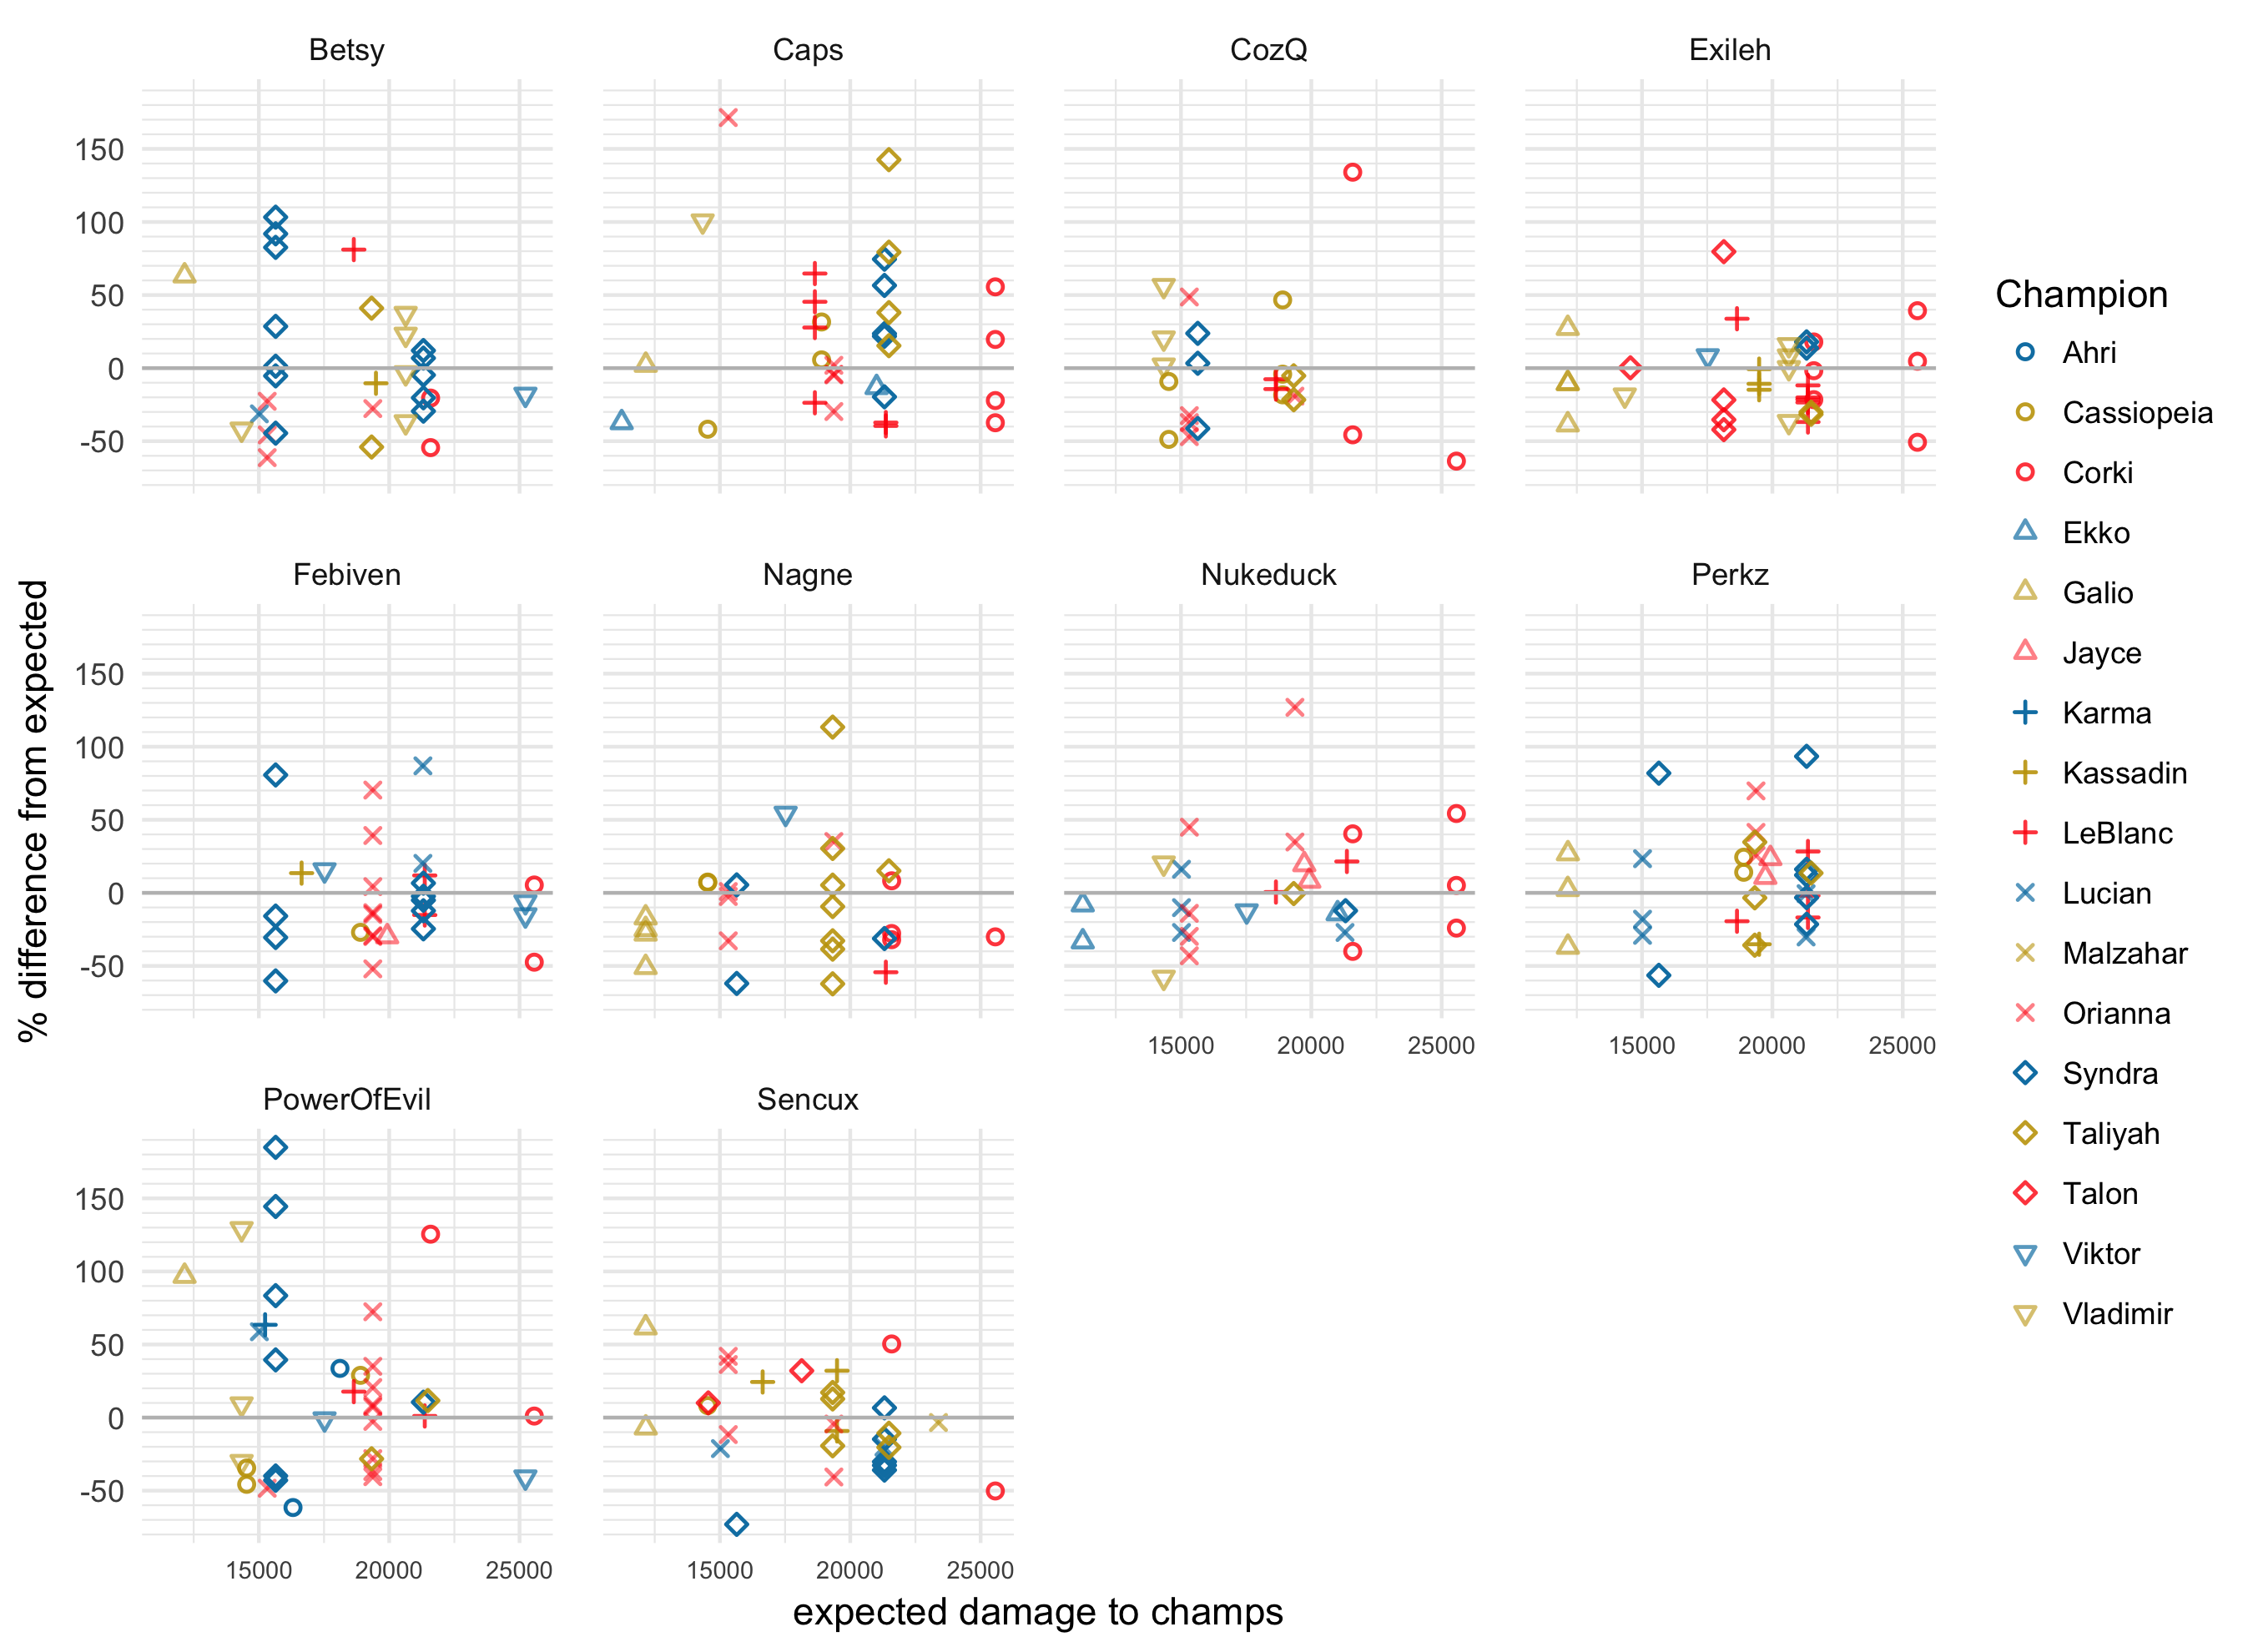 Betsy Caps CozQ Exileh
150
100
50
0
-50
Febiven Nagne Nukeduck Perkz
150
100
50
0
-50
15000 20000 25000 15000 20000 25000
PowerOfEvil Sencux
150
100
50
0
-50
15000 20000 25000 15000 20000 25000
expected damage to champs
% difference from expected
Champion
Ahri
Cassiopeia
Corki
Ekko
Galio
Jayce
Karma
Kassadin
LeBlanc
Lucian
Malzahar
Orianna
Syndra
Taliyah
Talon
Viktor
Vladimir